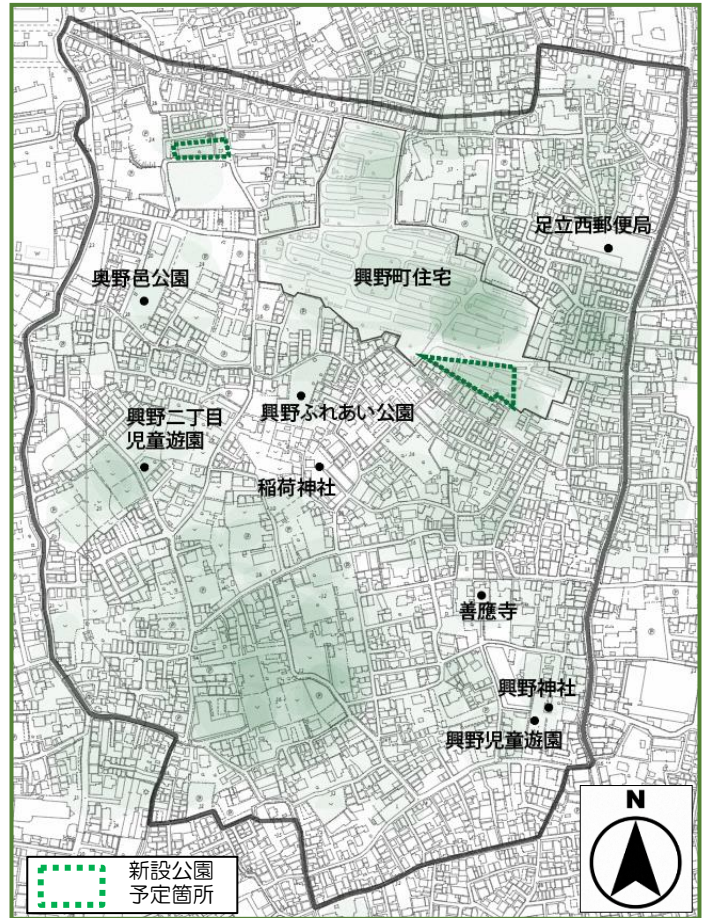 足立西郵便局
興野町住宅
奥野邑公園
興野ふれあい公園
興野二丁目
児童遊園
稲荷神社
善應寺
興野神社
興野児童遊園
N
新設公園
予定箇所